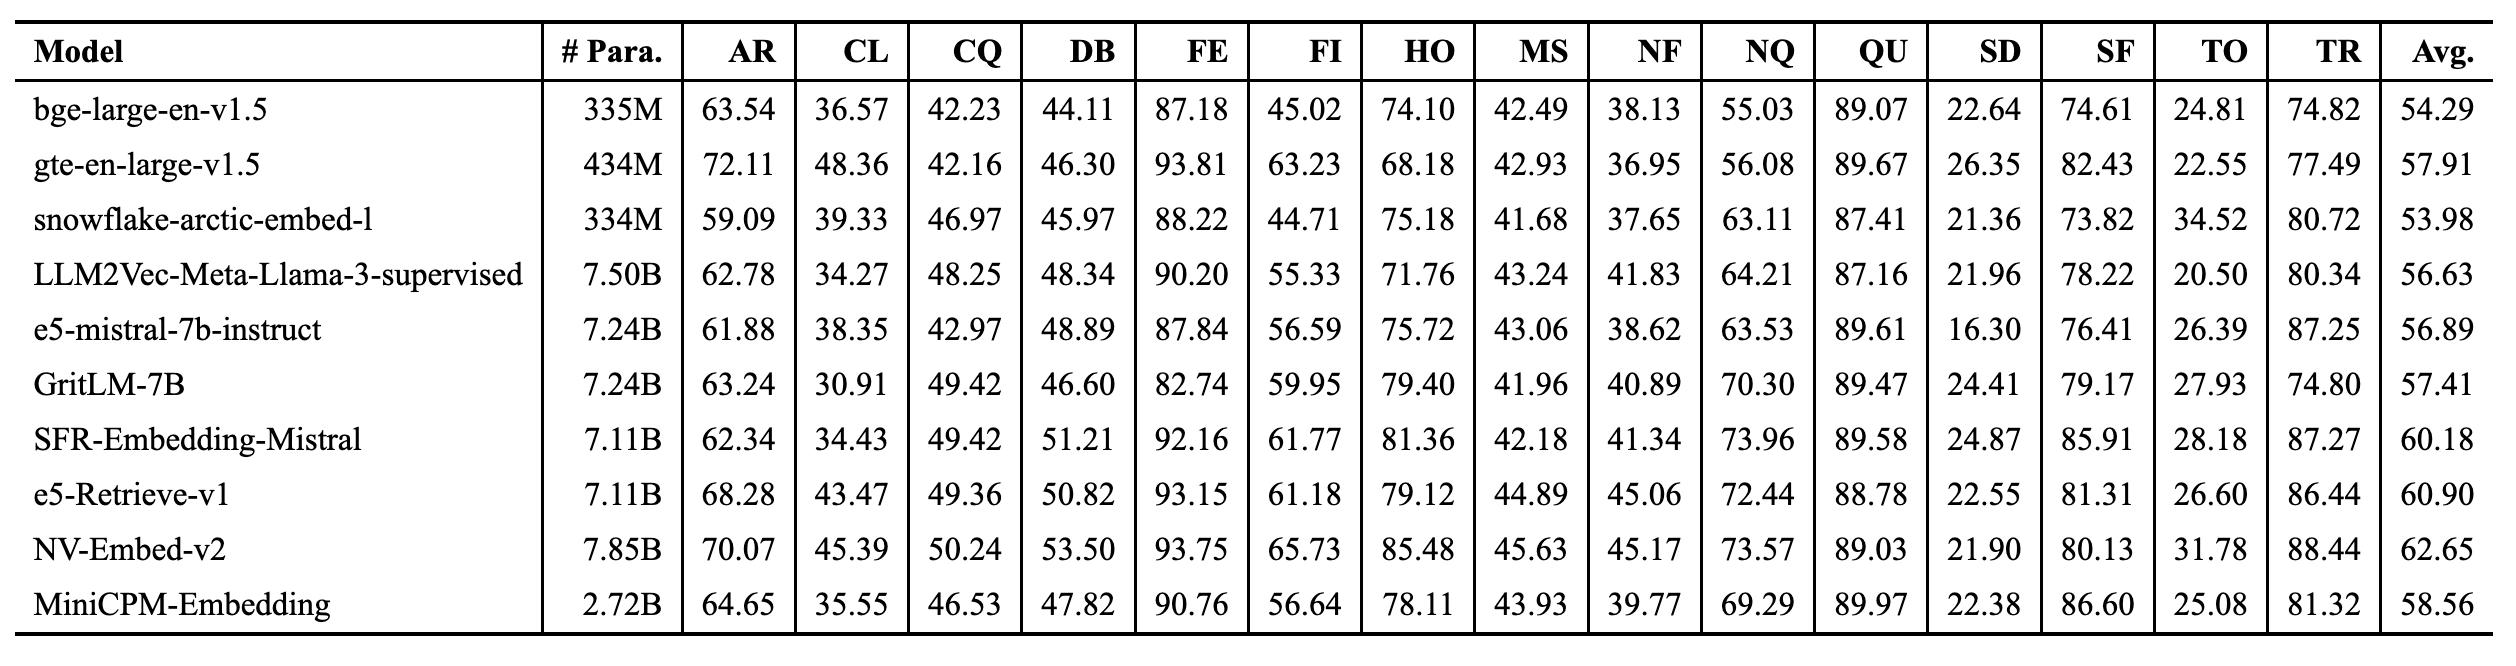 Model # Para. AR CL CQ DB FE FI HO MS NF NQ QU SD SF TO TR Avg.
bge-large-en-v1.5 335M 63.54 36.57 42.23 44.11 87.18 45.02 74.10 42.49 38.13 55.03 89.07 22.64 74.61 24.81 74.82 54.29
gte-en-large-v1.5 434M 72.11 48.36 42.16 46.30 93.81 63.23 68.18 42.93 36.95 56.08 89.67 26.35 82.43 22.55 77.49 57.91
snowflake-arctic-embed-l 334M 59.09 39.33 46.97 45.97 88.22 44.71 75.18 41.68 37.65 63.11 87.41 21.36 73.82 34.52 80.72 53.98
LLM2Vec-Meta-Llama-3-supervised 7.50B 62.78 34.27 48.25 48.34 90.20 55.33 71.76 43.24 41.83 64.21 87.16 21.96 78.22 20.50 80.34 56.63
e5-mistral-7b-instruct 7.24B 61.88 38.35 42.97 48.89 87.84 56.59 75.72 43.06 38.62 63.53 89.61 16.30 76.41 26.39 87.25 56.89
GritLM-7B 7.24B 63.24 30.91 49.42 46.60 82.74 59.95 79.40 41.96 40.89 70.30 89.47 24.41 79.17 27.93 74.80 57.41
SFR-Embedding-Mistral 7.11B 62.34 34.43 49.42 51.21 92.16 61.77 81.36 42.18 41.34 73.96 89.58 24.87 85.91 28.18 87.27 60.18
e5-Retrieve-v1 7.11B 68.28 43.47 49.36 50.82 93.15 61.18 79.12 44.89 45.06 72.44 88.78 22.55 81.31 26.60 86.44 60.90
NV-Embed-v2 7.85B 70.07 45.39 50.24 53.50 93.75 65.73 85.48 45.63 45.17 73.57 89.03 21.90 80.13 31.78 88.44 62.65
MiniCPM-Embedding 2.72B 64.65 35.55 46.53 47.82 90.76 56.64 78.11 43.93 39.77 69.29 89.97 22.38 86.60 25.08 81.32 58.56